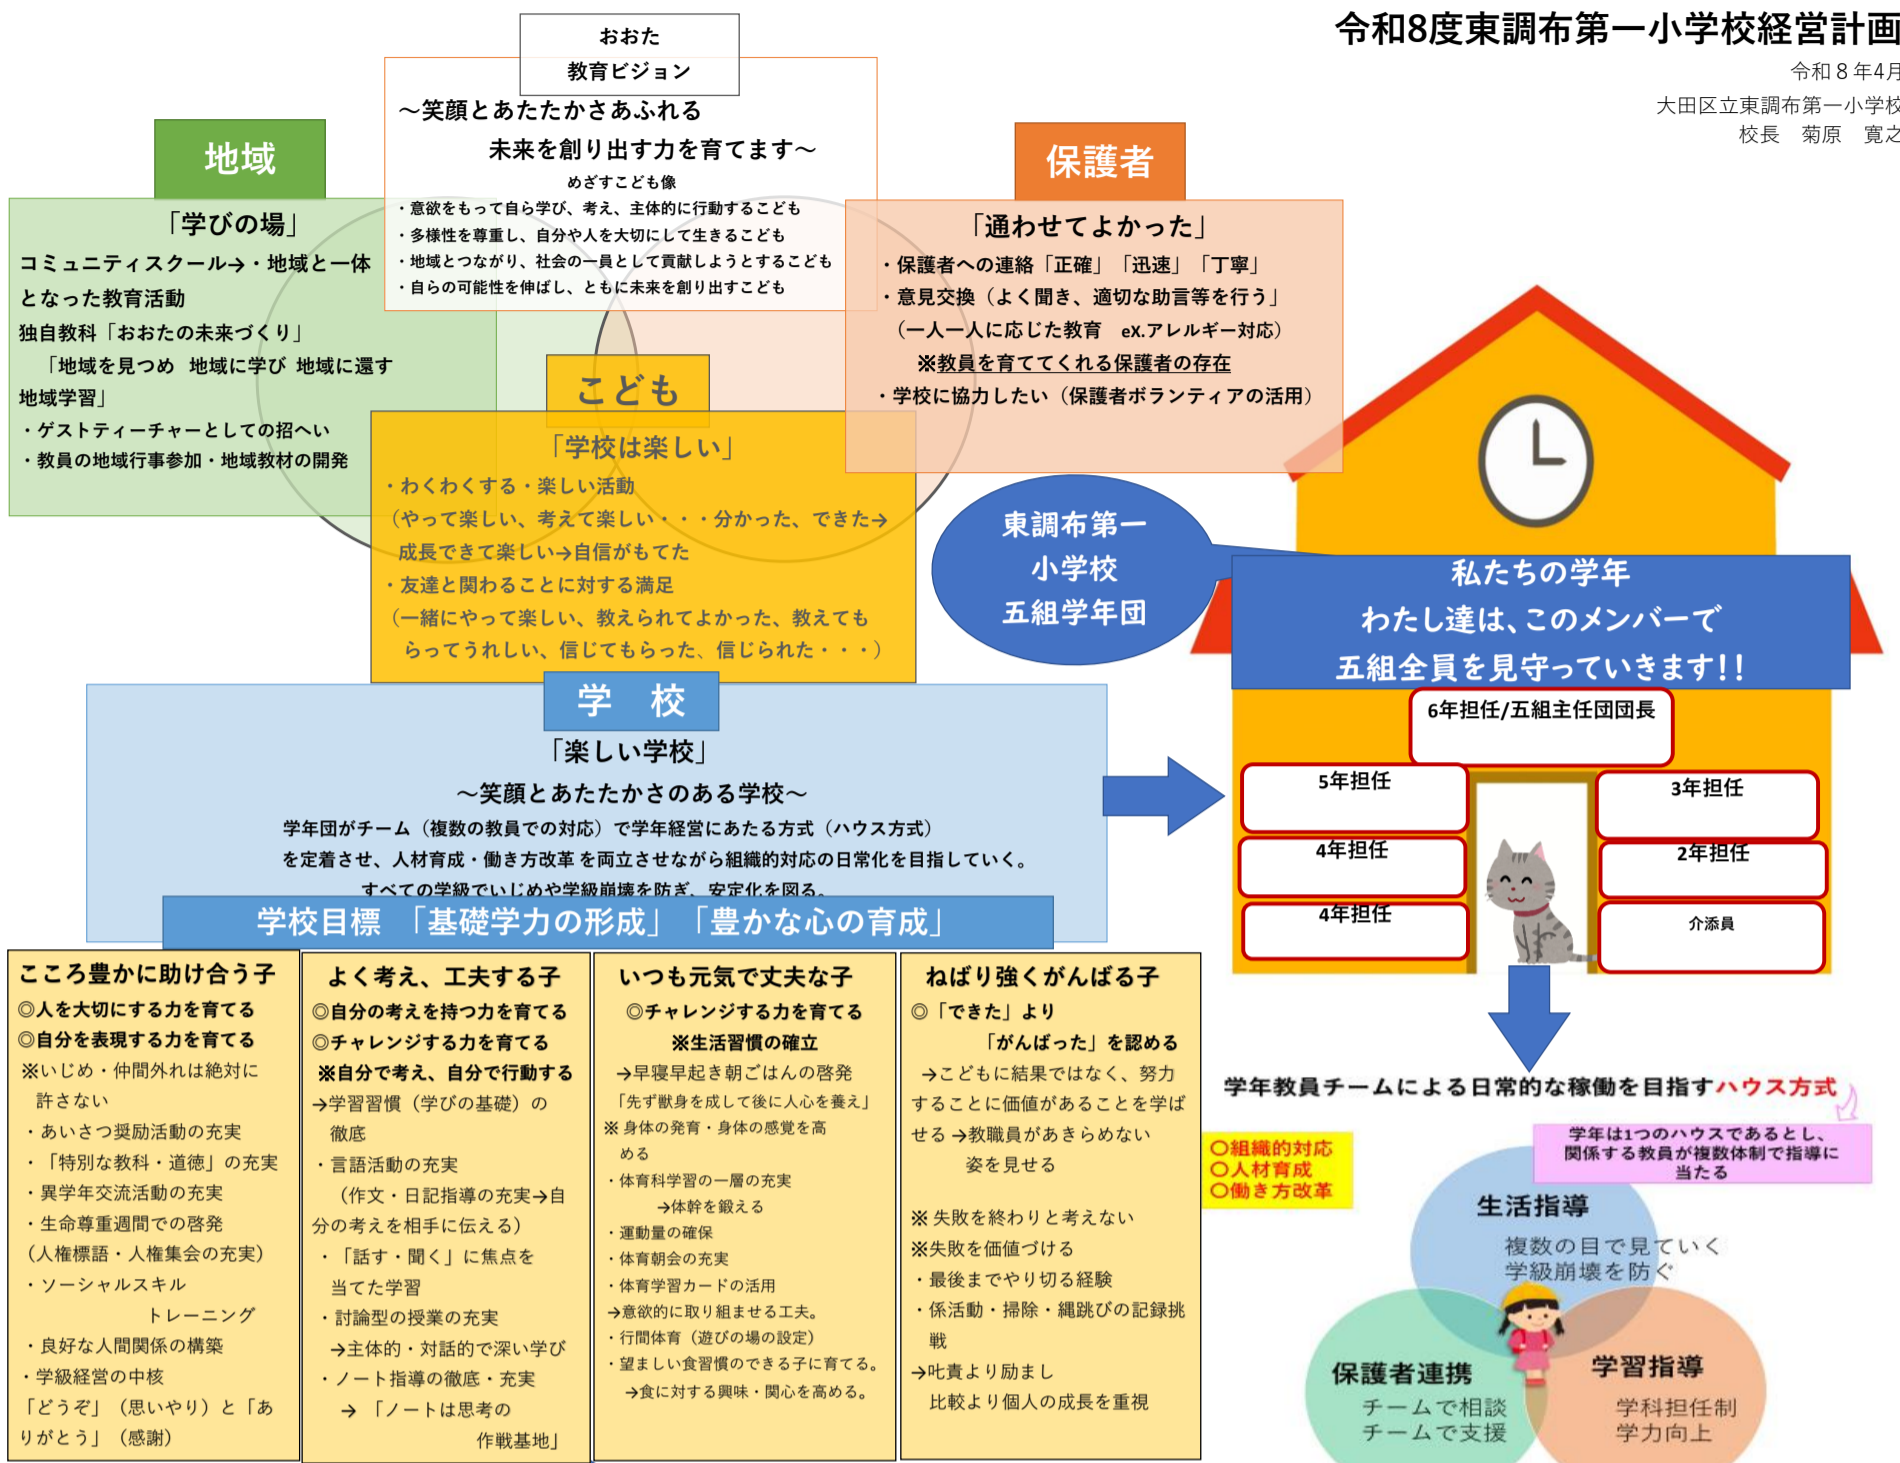 令和8度東調布第一小学校経営計画
令和８年4月
大田区立東調布第一小学校
校長　菊原　寛之
おおた
教育ビジョン
～笑顔とあたたかさあふれる
未来を創り出す力を育てます～
めざすこども像
・意欲をもって自ら学び、考え、主体的に行動するこども
・多様性を尊重し、自分や人を大切にして生きるこども
・地域とつながり、社会の一員として貢献しようとするこども
・自らの可能性を伸ばし、ともに未来を創り出すこども
地域
「学びの場」
コミュニティスクール→・地域と一体
となった教育活動
独自教科「おおたの未来づくり」
「地域を見つめ 地域に学び 地域に還す
地域学習」
・ゲストティーチャーとしての招へい
・教員の地域行事参加・地域教材の開発
保護者
「通わせてよかった」
・保護者への連絡「正確」「迅速」「丁寧」
・意見交換（よく聞き、適切な助言等を行う」
（一人一人に応じた教育　ex.アレルギー対応）
※教員を育ててくれる保護者の存在
・学校に協力したい（保護者ボランティアの活用）
こども
「学校は楽しい」
・わくわくする・楽しい活動
（やって楽しい、考えて楽しい・・・分かった、できた→
成長できて楽しい→自信がもてた
・友達と関わることに対する満足
（一緒にやって楽しい、教えられてよかった、教えても
らってうれしい、信じてもらった、信じられた・・・）
学　校
「楽しい学校」
～笑顔とあたたかさのある学校～
学年団がチーム（複数の教員での対応）で学年経営にあたる方式（ハウス方式）
を定着させ、人材育成・働き方改革 を両立させながら組織的対応の日常化を目指していく。
すべての学級でいじめや学級崩壊を防ぎ、安定化を図る。
学校目標　「基礎学力の形成」「豊かな心の育成」
こころ豊かに助け合う子
◎人を大切にする力を育てる
◎自分を表現する力を育てる
※いじめ・仲間外れは絶対に
許さない
・あいさつ奨励活動の充実
・「特別な教科・道徳」の充実
・異学年交流活動の充実
・生命尊重週間での啓発
（人権標語・人権集会の充実）
・ソーシャルスキル
トレーニング
・良好な人間関係の構築
・学級経営の中核
「どうぞ」（思いやり）と「あ
りがとう」（感謝）
よく考え、工夫する子
◎自分の考えを持つ力を育てる
◎チャレンジする力を育てる
※自分で考え、自分で行動する
→学習習慣（学びの基礎）の
徹底
・言語活動の充実
（作文・日記指導の充実→自
分の考えを相手に伝える）
・「話す・聞く」に焦点を
当てた学習
・討論型の授業の充実
→主体的・対話的で深い学び
・ノート指導の徹底・充実
→ 「ノートは思考の
作戦基地」
いつも元気で丈夫な子
◎チャレンジする力を育てる
※生活習慣の確立
→早寝早起き朝ごはんの啓発
「先ず獣身を成して後に人心を養え」
※ 身体の発育・身体の感覚を高
める
・体育科学習の一層の充実
→体幹を鍛える
・運動量の確保
・体育朝会の充実
・体育学習カードの活用
→意欲的に取り組ませる工夫。
・行間体育（遊びの場の設定）
・望ましい食習慣のできる子に育てる。
→食に対する興味・関心を高める。
ねばり強くがんばる子
◎「できた」より
「がんばった」を認める
→こどもに結果ではなく、努力
することに価値があることを学ば
せる →教職員があきらめない
姿を見せる
※ 失敗を終わりと考えない
※失敗を価値づける
・最後までやり切る経験
・係活動・掃除・縄跳びの記録挑
戦
→叱責より励まし
比較より個人の成長を重視
東調布第一
小学校
五組学年団
私たちの学年
わたし達は、このメンバーで
五組全員を見守っていきます!!
6年担任/五組主任団団長
5年担任
3年担任
4年担任
2年担任
4年担任
介添員
学年教員チームによる日常的な稼働を目指すハウス方式
〇組織的対応
〇人材育成
〇働き方改革
学年は1つのハウスであるとし、
関係する教員が複数体制で指導に
当たる
生活指導
複数の目で見ていく
学級崩壊を防ぐ
保護者連携
チームで相談
チームで支援
学習指導
学科担任制
学力向上